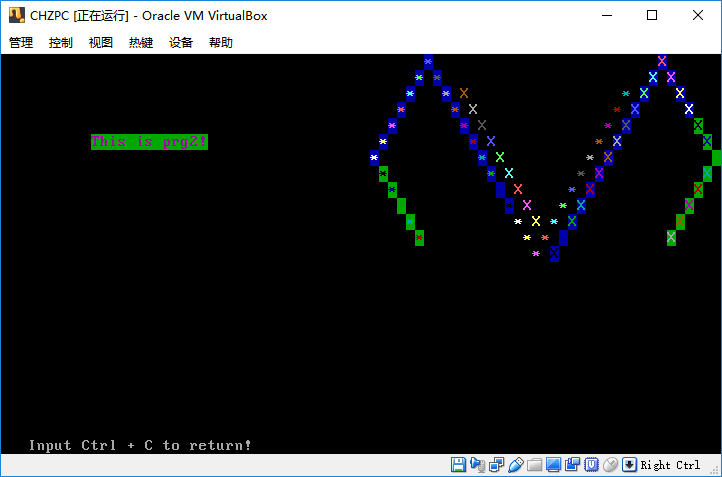 CHZPC [正在运行] - Oracle VM VirtualBox
管理 控制 视图 热键 设备 帮助
This is prg2!
Input Ctrl + C to return!
Right Ctrl